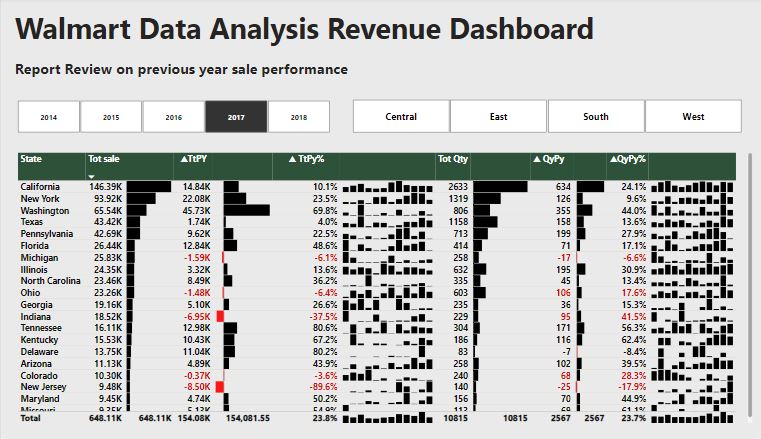 Walmart Data Analysis Revenue Dashboard
Report Review on previous year sale performance
2014 2015 2016 2017 2018 Central East South West
State Tot sale ▲TtPY ▲ TtPy% Tot Qty ▲ QyPy ▲QyPy%
California 146.39K 14.84K 10.1% 2633 634 24.1%
New York 93.92K 22.08K 23.5% 1319 126 9.6%
Washington 65.54K 45.73K 69.8% 806 355 44.0%
Texas 43.42K 1.74K 4.0% 1158 158 13.6%
Pennsylvania 42.69K 9.62K 22.5% 713 199 27.9%
Florida 26.44K 12.84K 48.6% 414 71 17.1%
Michigan 25.83K -1.59K -6.1% 258 -17 -6.6%
Illinois 24.35K 3.32K 13.6% 632 195 30.9%
North Carolina 23.46K 8.49K 36.2% 335 45 13.4%
Ohio 23.26K -1.48K -6.4% 603 106 17.6%
Georgia 19.16K 5.10K 26.6% 235 36 15.3%
Indiana 18.52K -6.95K -37.5% 229 95 41.5%
Tennessee 16.11K 12.98K 80.6% 304 171 56.3%
Kentucky 15.53K 10.43K 67.2% 186 116 62.4%
Delaware 13.75K 11.04K 80.2% 83 -7 -8.4%
Arizona 11.13K 4.89K 43.9% 258 102 39.5%
Colorado 10.30K -0.37K -3.6% 240 68 28.3%
New Jersey 9.48K -8.50K -89.6% 140 -25 -17.9%
Maryland 9.45K 4.74K 50.2% 156 70 44.9%
Missouri 9.35K 5.13K 54.9% 113 69 61.1%
Total 648.11K 648.11K 154.08K 154,081.55 23.8% 10815 10815 2567 2567 23.7%